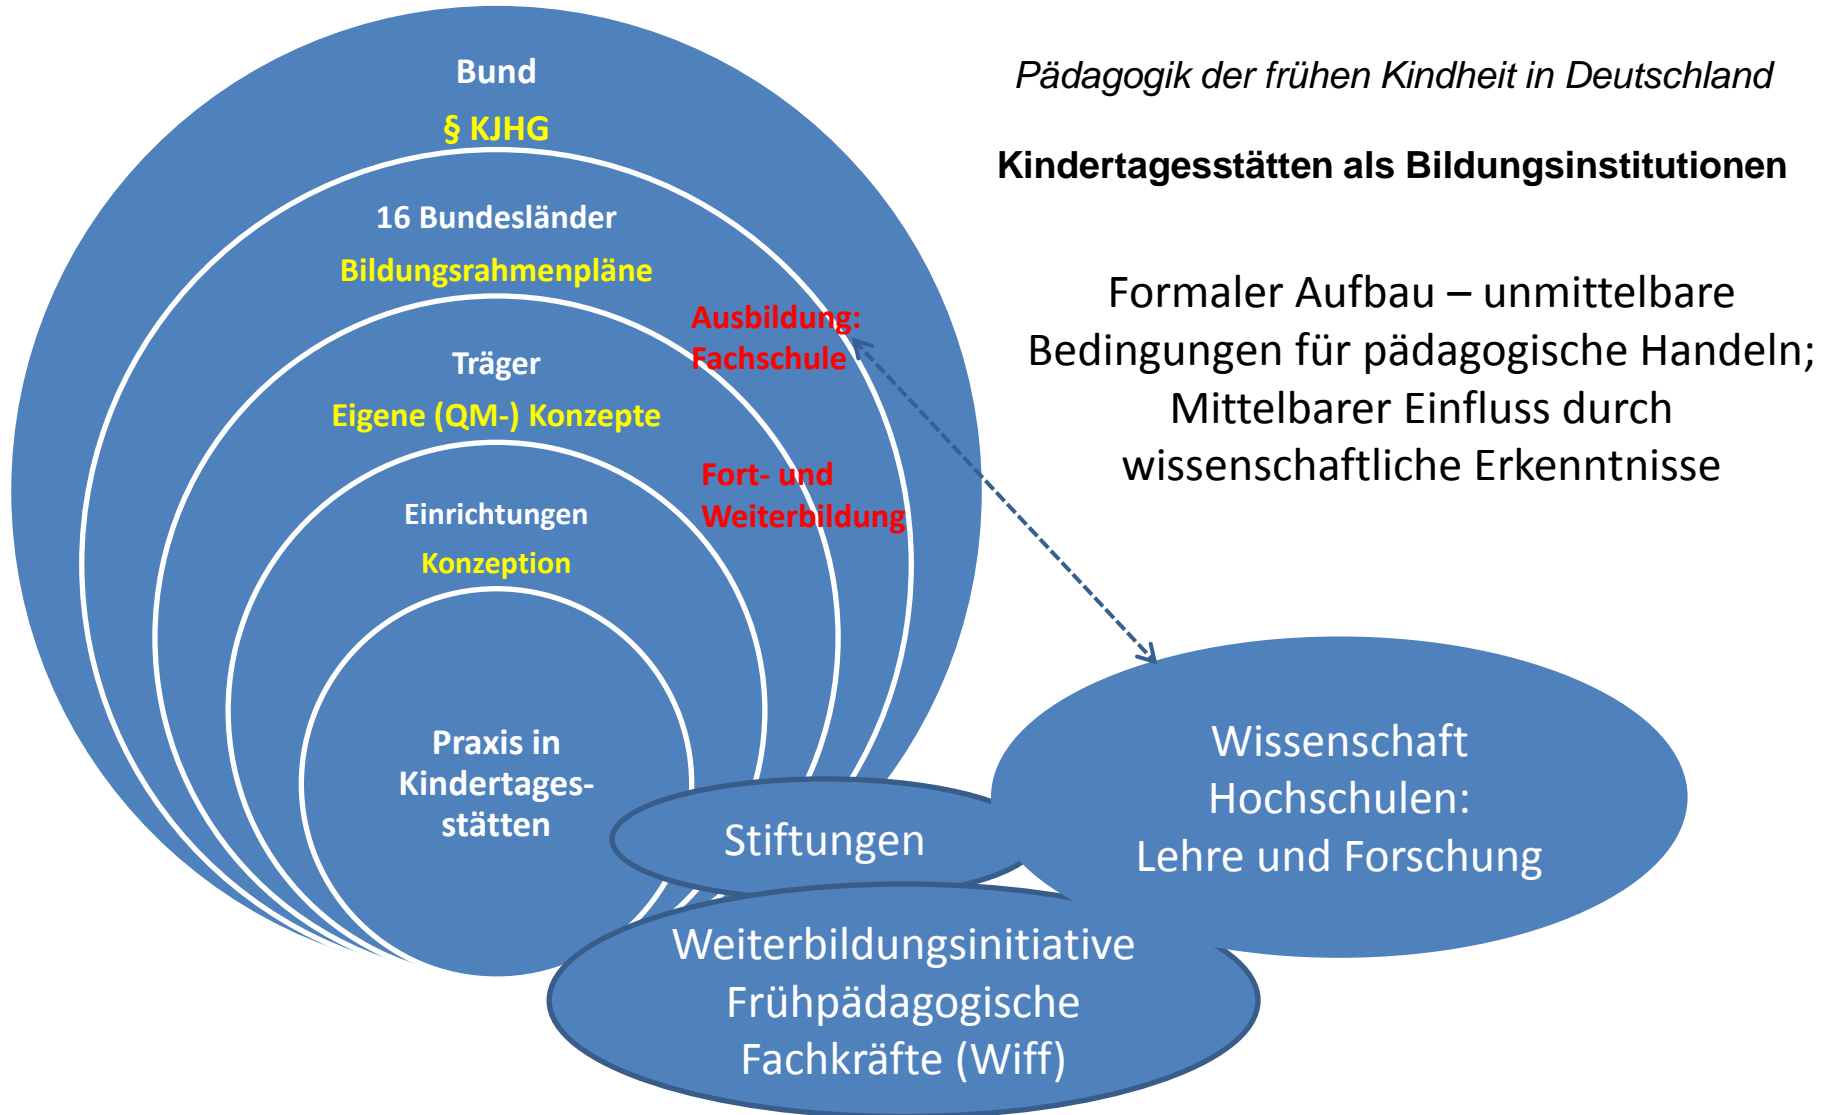 Bund
§ KJHG
16 Bundesländer
Bildungsrahmenpläne
Träger
Eigene (QM-) Konzepte
Einrichtungen
Konzeption
Praxis in
Kindertages-
stätten
Ausbildung:
Fachschule
Fort- und
Weiterbildung
Pädagogik der frühen Kindheit in Deutschland
Kindertagesstätten als Bildungsinstitutionen
Formaler Aufbau – unmittelbare
Bedingungen für pädagogische Handeln;
Mittelbarer Einfluss durch
wissenschaftliche Erkenntnisse
Wissenschaft
Hochschulen:
Lehre und Forschung
Stiftungen
Weiterbildungsinitiative
Frühpädagogische
Fachkräfte (Wiff)